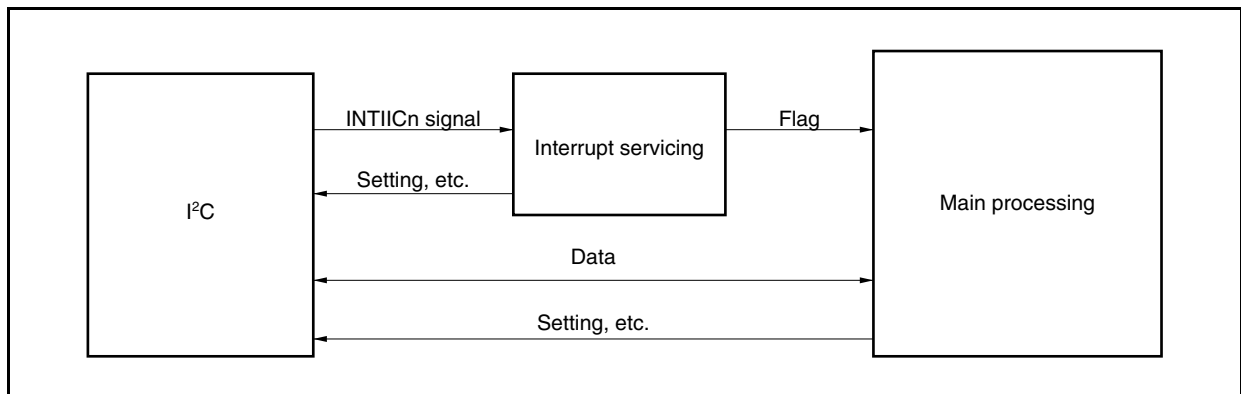 INTIICn signal
Flag
Interrupt servicing
Setting, etc.
I²C
Main processing
Data
Setting, etc.